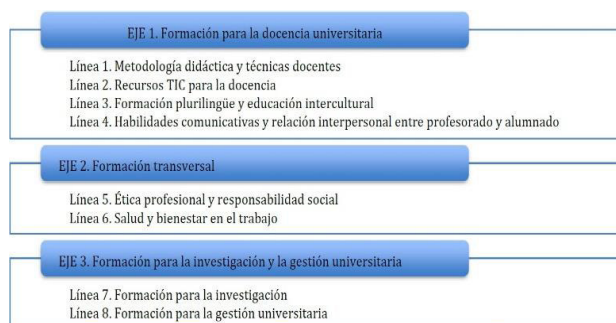 EJE 1. Formación para la docencia universitaria
Línea 1. Metodología didáctica y técnicas docentes
Línea 2. Recursos TIC para la docencia
Línea 3. Formación plurilingüe y educación intercultural
Línea 4. Habilidades comunicativas y relación interpersonal entre profesorado y alumnado
EJE 2. Formación transversal
Línea 5. Ética profesional y responsabilidad social
Línea 6. Salud y bienestar en el trabajo
EJE 3. Formación para la investigación y la gestión universitaria
Línea 7. Formación para la investigación
Línea 8. Formación para la gestión universitaria